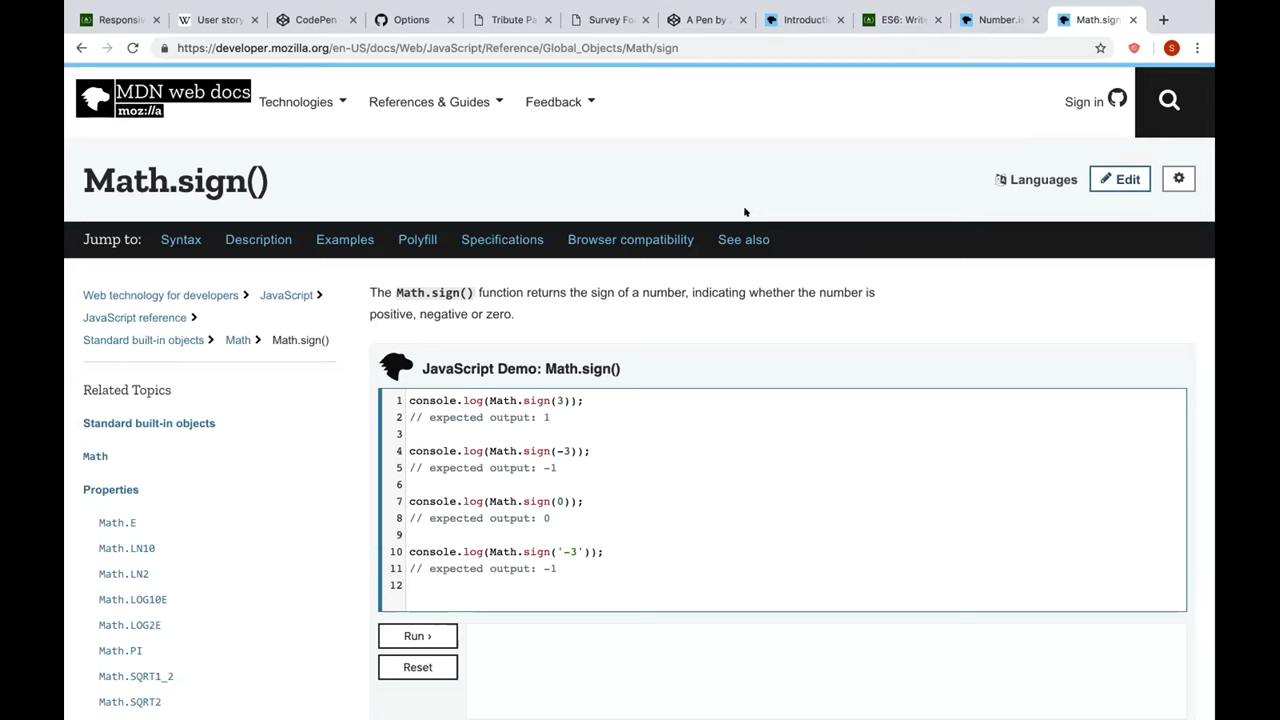 Responsiv
User story
CodePen
Options
Tribute Pa
Survey Fo
A Pen by
Introducti
ES6: Write
Number.is
Math.sign
https://developer.mozilla.org/en-US/docs/Web/JavaScript/Reference/Global_Objects/Math/sign
S
MDN web docs
moz://a
Technologies
References & Guides
Feedback
Sign in
Math.sign()
Languages
Edit
Jump to:
Syntax
Description
Examples
Polyfill
Specifications
Browser compatibility
See also
Web technology for developers
JavaScript
JavaScript reference
Standard built-in objects
Math
Math.sign()
Related Topics
Standard built-in objects
Math
Properties
Math.E
Math.LN10
Math.LN2
Math.LOG10E
Math.LOG2E
Math.PI
Math.SQRT1_2
Math.SQRT2
The Math.sign() function returns the sign of a number, indicating whether the number is
positive, negative or zero.
JavaScript Demo: Math.sign()
1 console.log(Math.sign(3));
2 // expected output: 1
3
4 console.log(Math.sign(-3));
5 // expected output: -1
6
7 console.log(Math.sign(0));
8 // expected output: 0
9
10 console.log(Math.sign('-3'));
11 // expected output: -1
12
Run ›
Reset